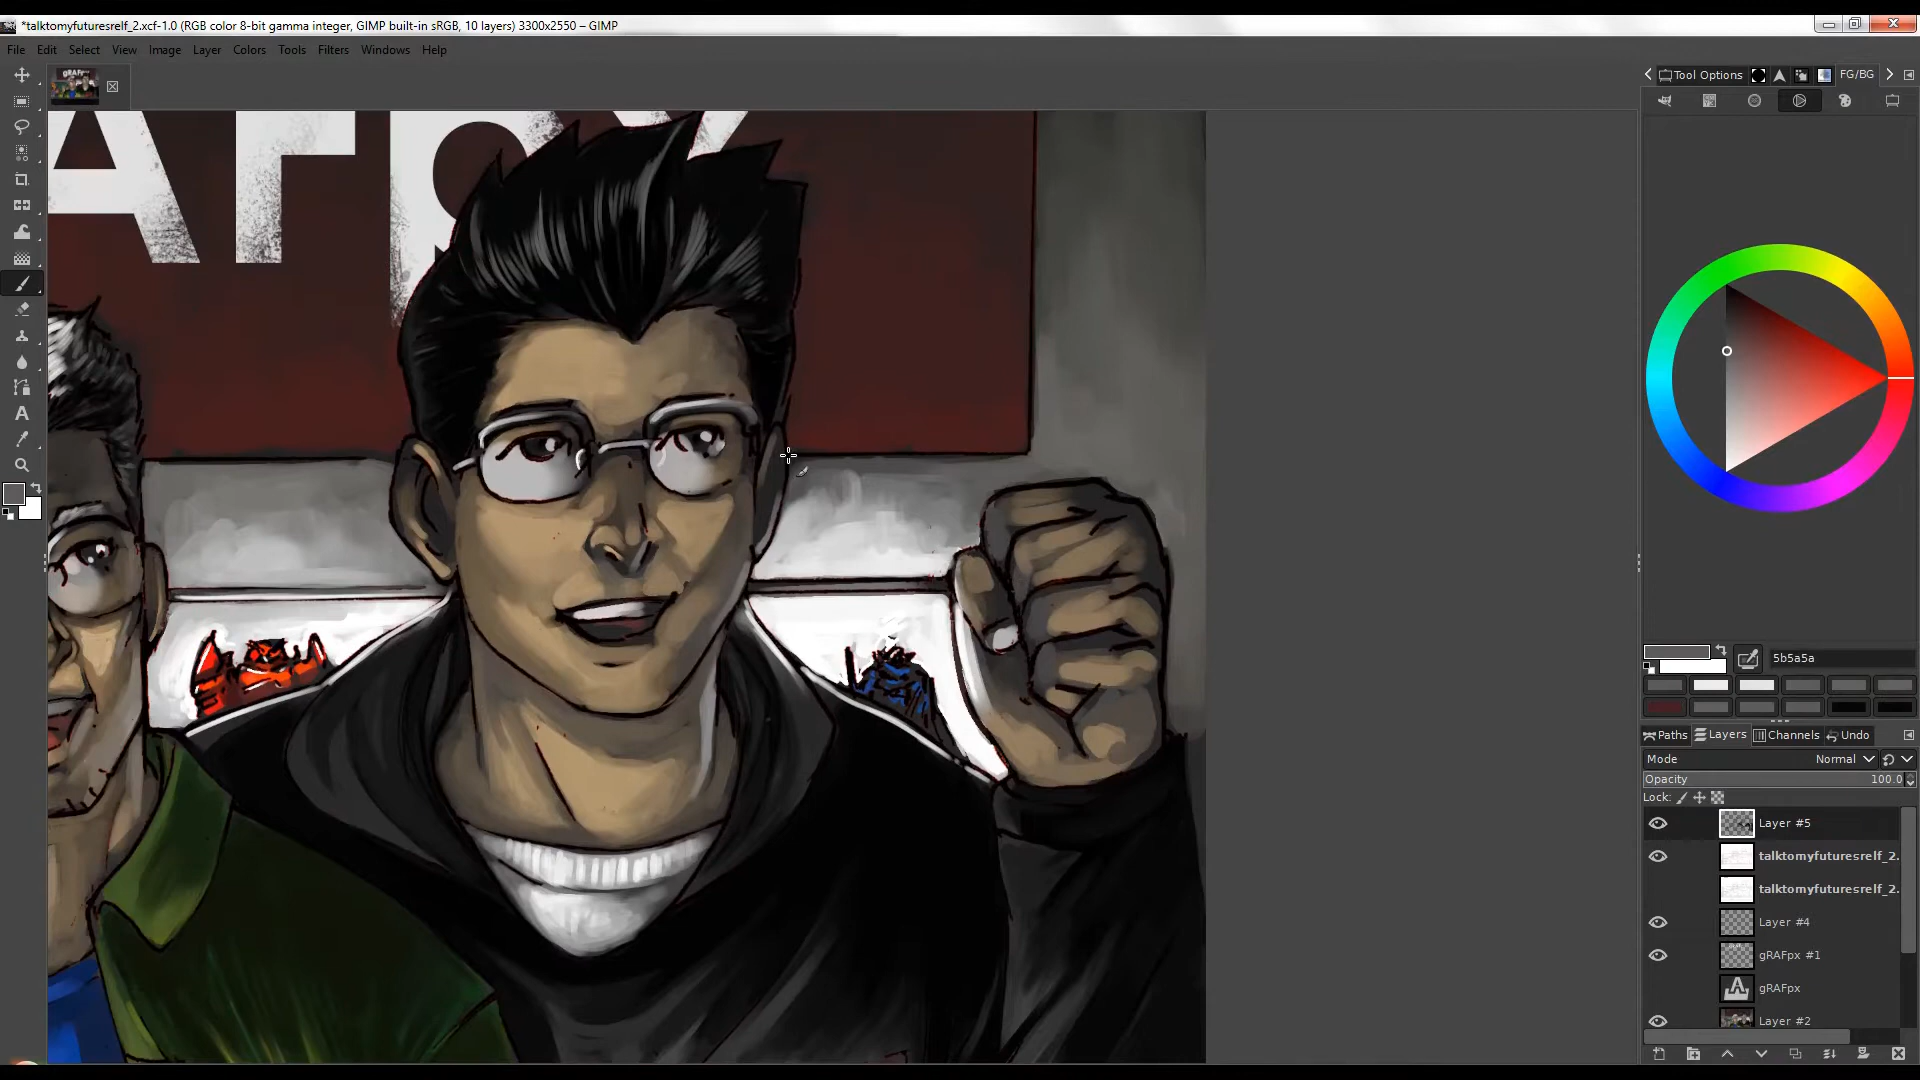 *talktomyfuturesrelf_2.xcf-1.0 (RGB color 8-bit gamma integer, GIMP built-in sRGB, 10 layers) 3300x2550 – GIMP
File Edit Select View Image Layer Colors Tools Filters Windows Help
Tool Options FG/BG
5b5a5a
Paths Layers Channels Undo
Mode Normal
Opacity 100.0
Lock:
Layer #5
talktomyfuturesrelf_2.
talktomyfuturesrelf_2.
Layer #4
gRAFpx #1
gRAFpx
Layer #2